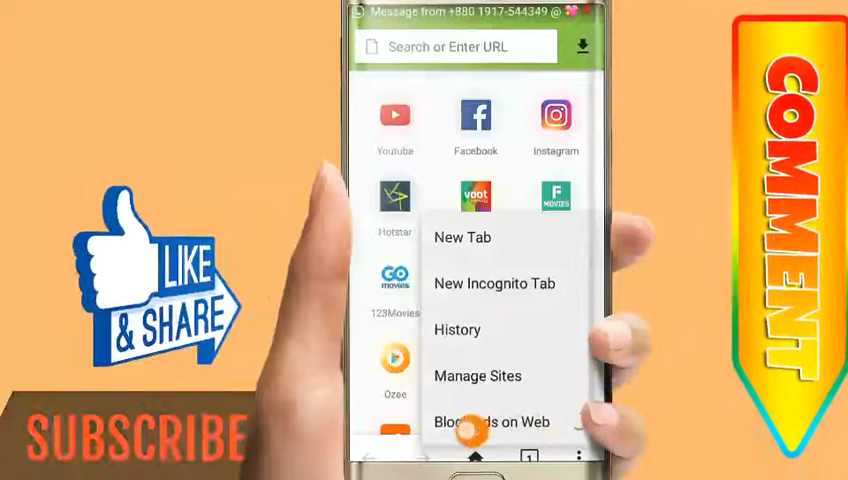 Message from +880 1917-544349 @
Search or Enter URL
Youtube
Facebook
Instagram
voot
F
MOVIES
Hotstar
New Tab
GO
movies
New Incognito Tab
123Movies
History
Ozee
Manage Sites
on Web
1
LIKE
& SHARE
SUBSCRIBE
COMMENT